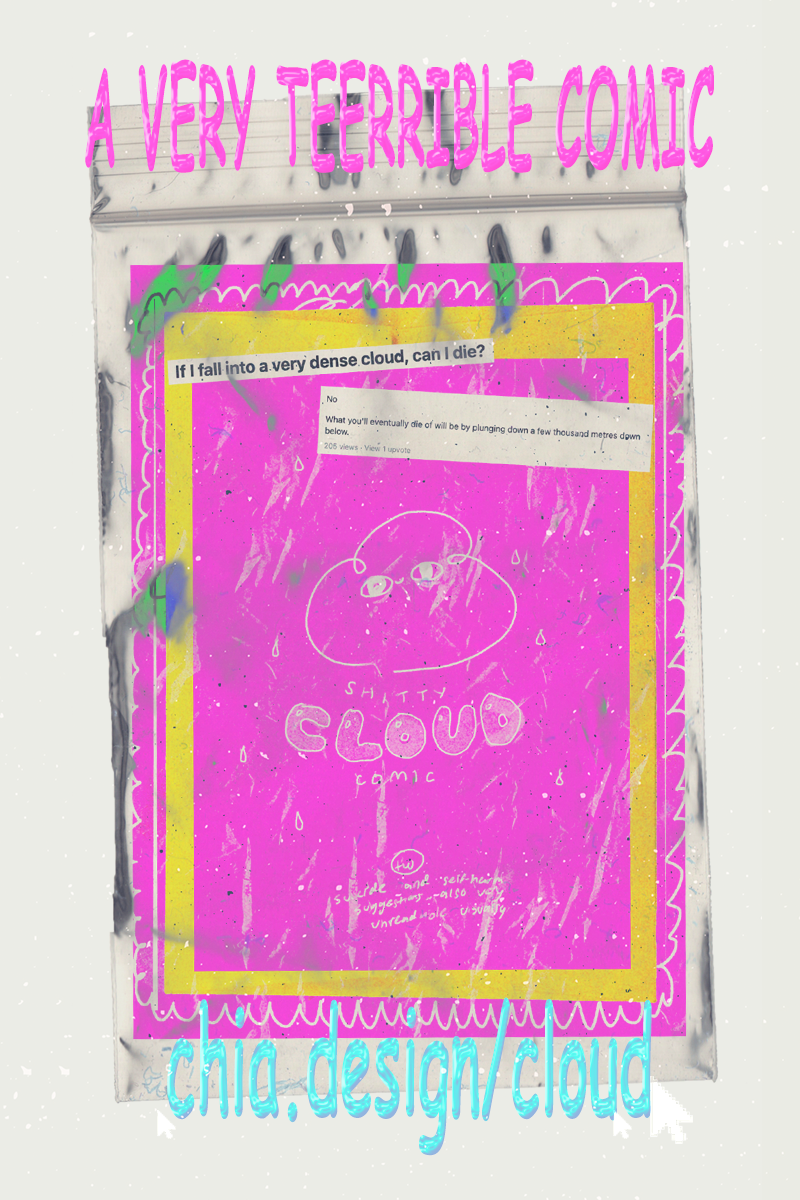 A VERY TEERRIBLE COMIC
If I fall into a very dense cloud, can I die?
No
What you'll eventually die of will be by plunging down a few thousand metres down
below.
205 views · View 1 upvote
SHITTY
CLOUD
COMIC
tw
suicide and self-harm
suggestions - also very
unreadable visually...
chia.design/cloud